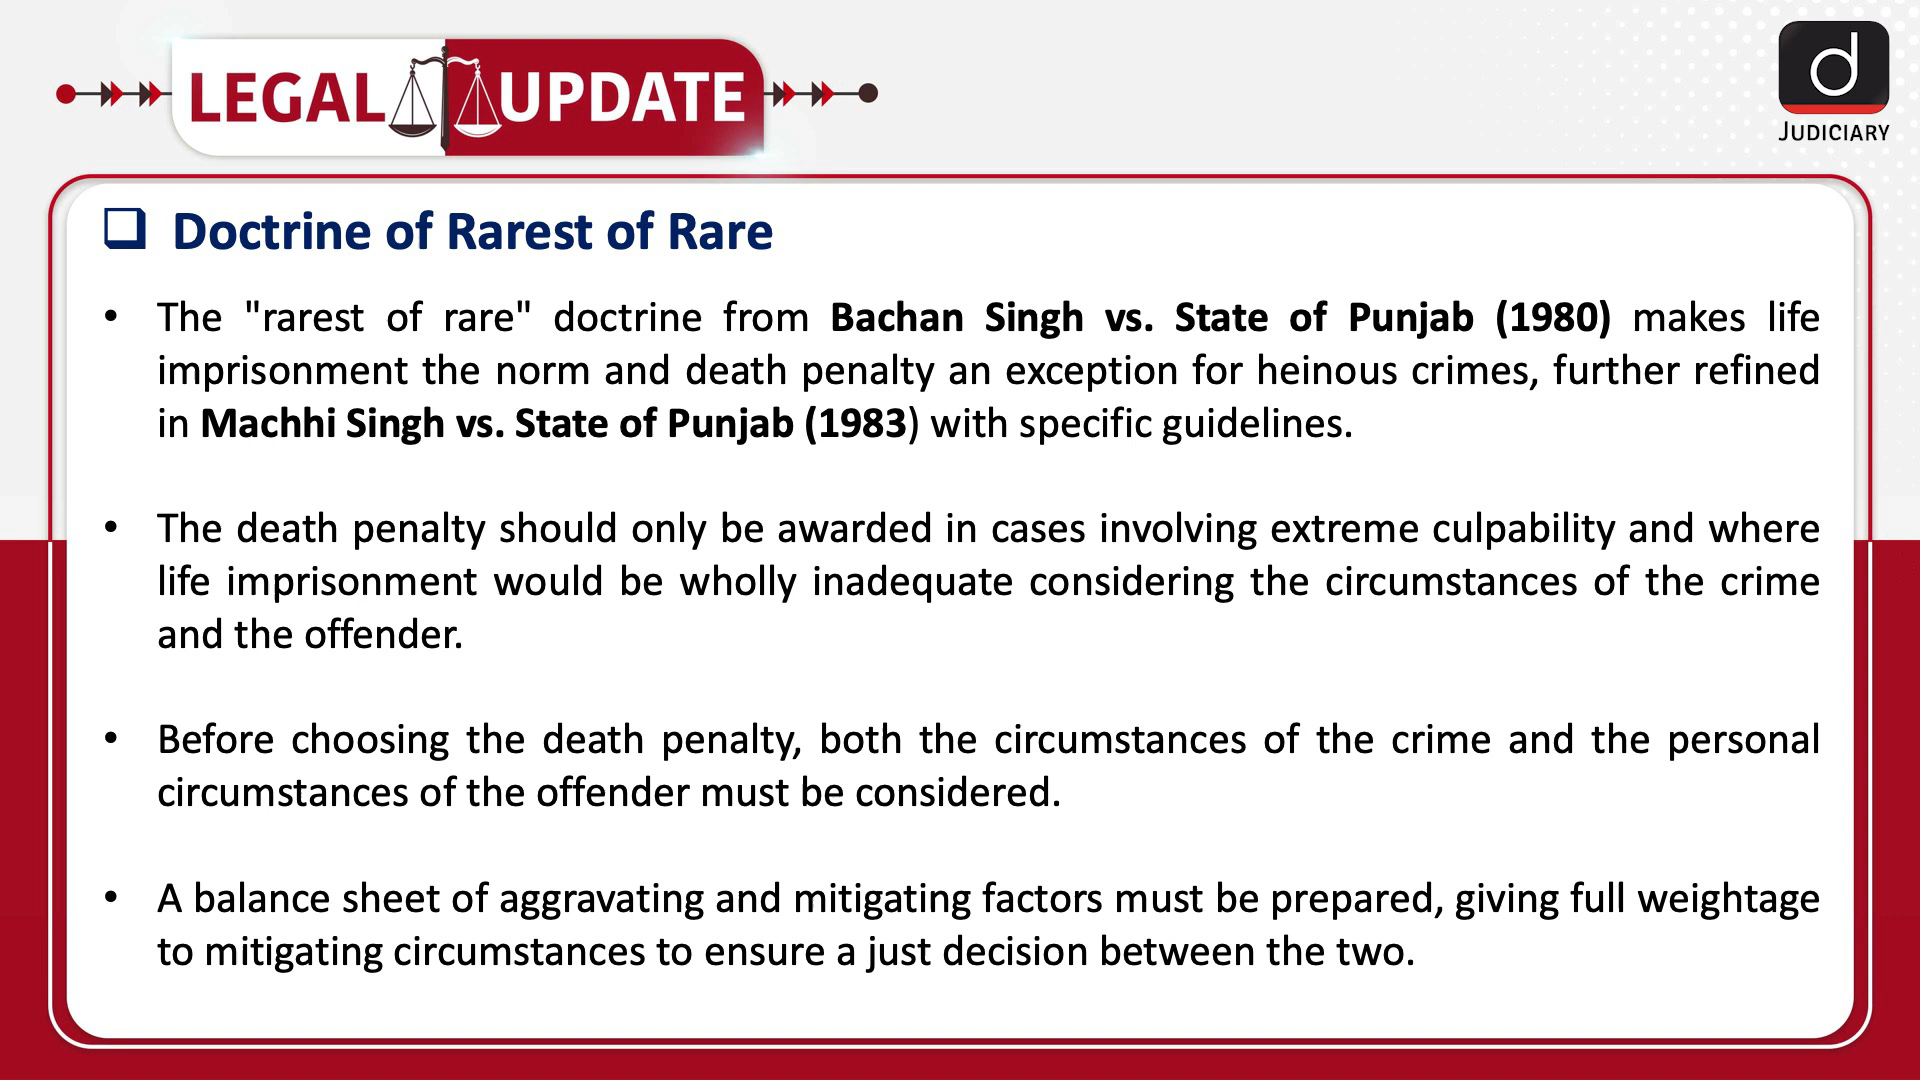 LEGAL UPDATE
d
JUDICIARY
❑ Doctrine of Rarest of Rare
• The "rarest of rare" doctrine from Bachan Singh vs. State of Punjab (1980) makes life
imprisonment the norm and death penalty an exception for heinous crimes, further refined
in Machhi Singh vs. State of Punjab (1983) with specific guidelines.
• The death penalty should only be awarded in cases involving extreme culpability and where
life imprisonment would be wholly inadequate considering the circumstances of the crime
and the offender.
• Before choosing the death penalty, both the circumstances of the crime and the personal
circumstances of the offender must be considered.
• A balance sheet of aggravating and mitigating factors must be prepared, giving full weightage
to mitigating circumstances to ensure a just decision between the two.